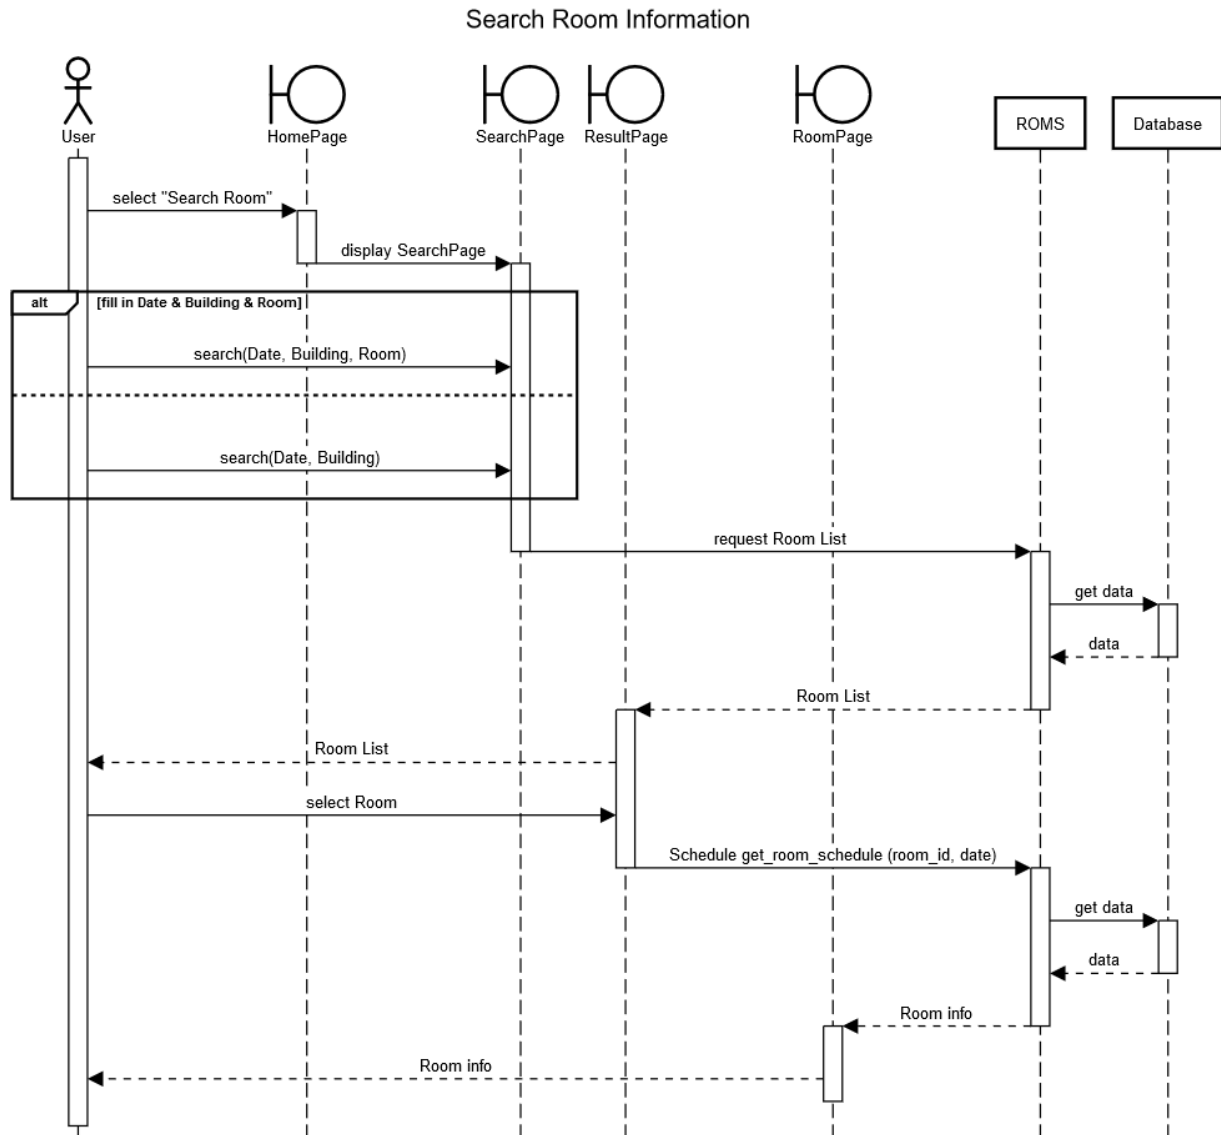 Search Room Information
User
HomePage
SearchPage
ResultPage
RoomPage
ROMS
Database
select "Search Room"
display SearchPage
alt
[fill in Date & Building & Room]
search(Date, Building, Room)
search(Date, Building)
request Room List
get data
data
Room List
Room List
select Room
Schedule get_room_schedule (room_id, date)
get data
data
Room info
Room info